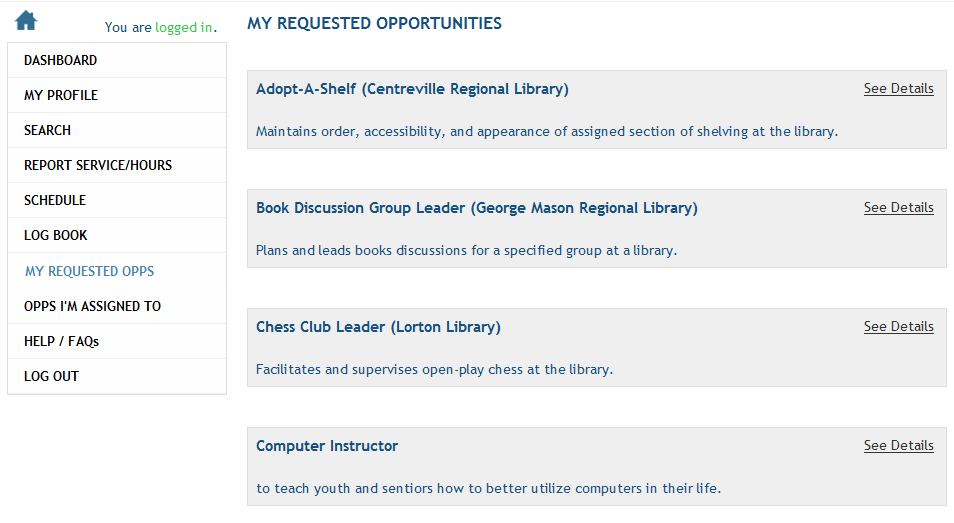 You are logged in.
DASHBOARD
MY PROFILE
SEARCH
REPORT SERVICE/HOURS
SCHEDULE
LOG BOOK
MY REQUESTED OPPS
OPPS I'M ASSIGNED TO
HELP / FAQs
LOG OUT
MY REQUESTED OPPORTUNITIES
Adopt-A-Shelf (Centreville Regional Library)
See Details
Maintains order, accessibility, and appearance of assigned section of shelving at the library.
Book Discussion Group Leader (George Mason Regional Library)
See Details
Plans and leads books discussions for a specified group at a library.
Chess Club Leader (Lorton Library)
See Details
Facilitates and supervises open-play chess at the library.
Computer Instructor
See Details
to teach youth and sentiors how to better utilize computers in their life.